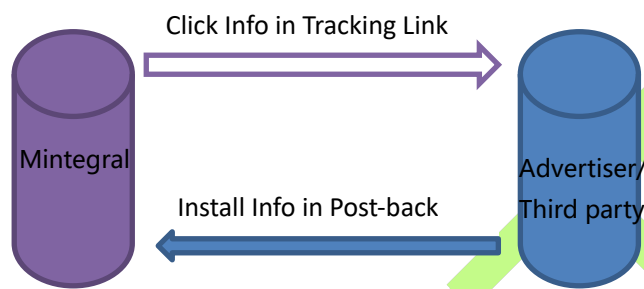 Click Info in Tracking Link
Mintegral
Advertiser/
Third party
Install Info in Post-back